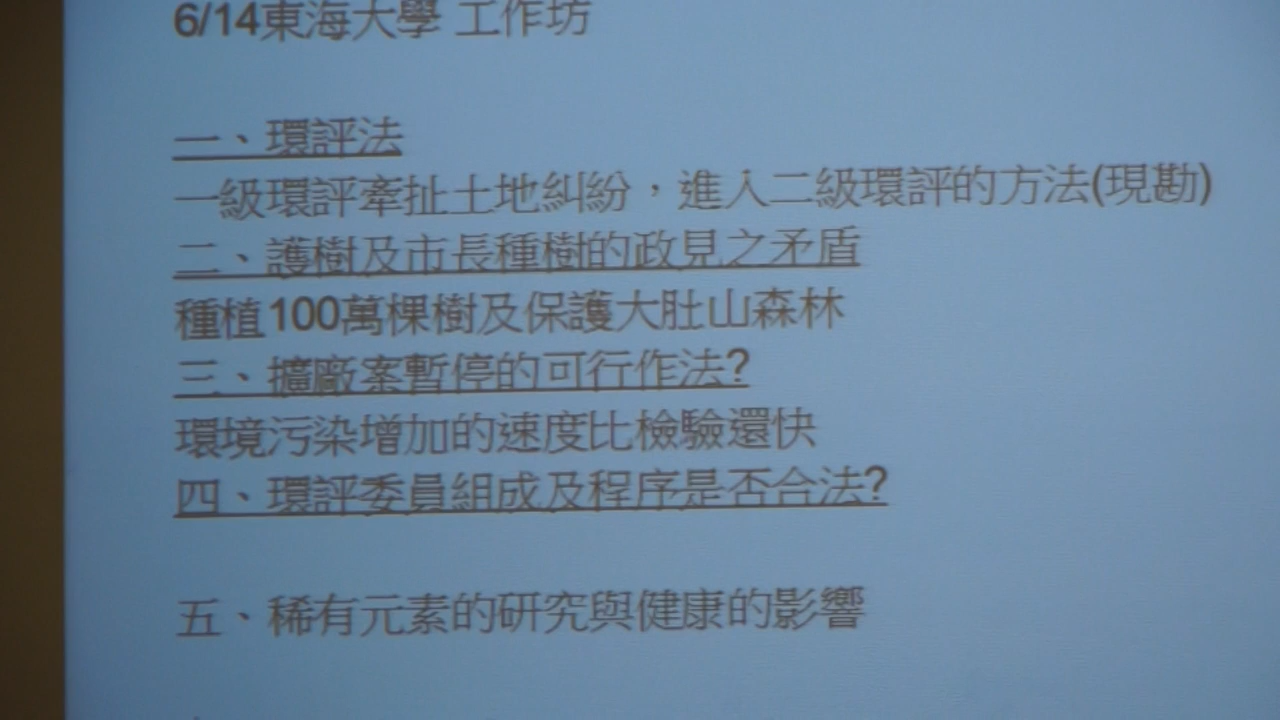 6/14東海大學 工作坊
一、環評法
一級環評牽扯土地糾紛，進入二級環評的方法(現勘)
二、護樹及市長種樹的政見之矛盾
種植100萬棵樹及保護大肚山森林
三、擴廠案暫停的可行作法?
環境污染增加的速度比檢驗還快
四、環評委員組成及程序是否合法?
五、稀有元素的研究與健康的影響